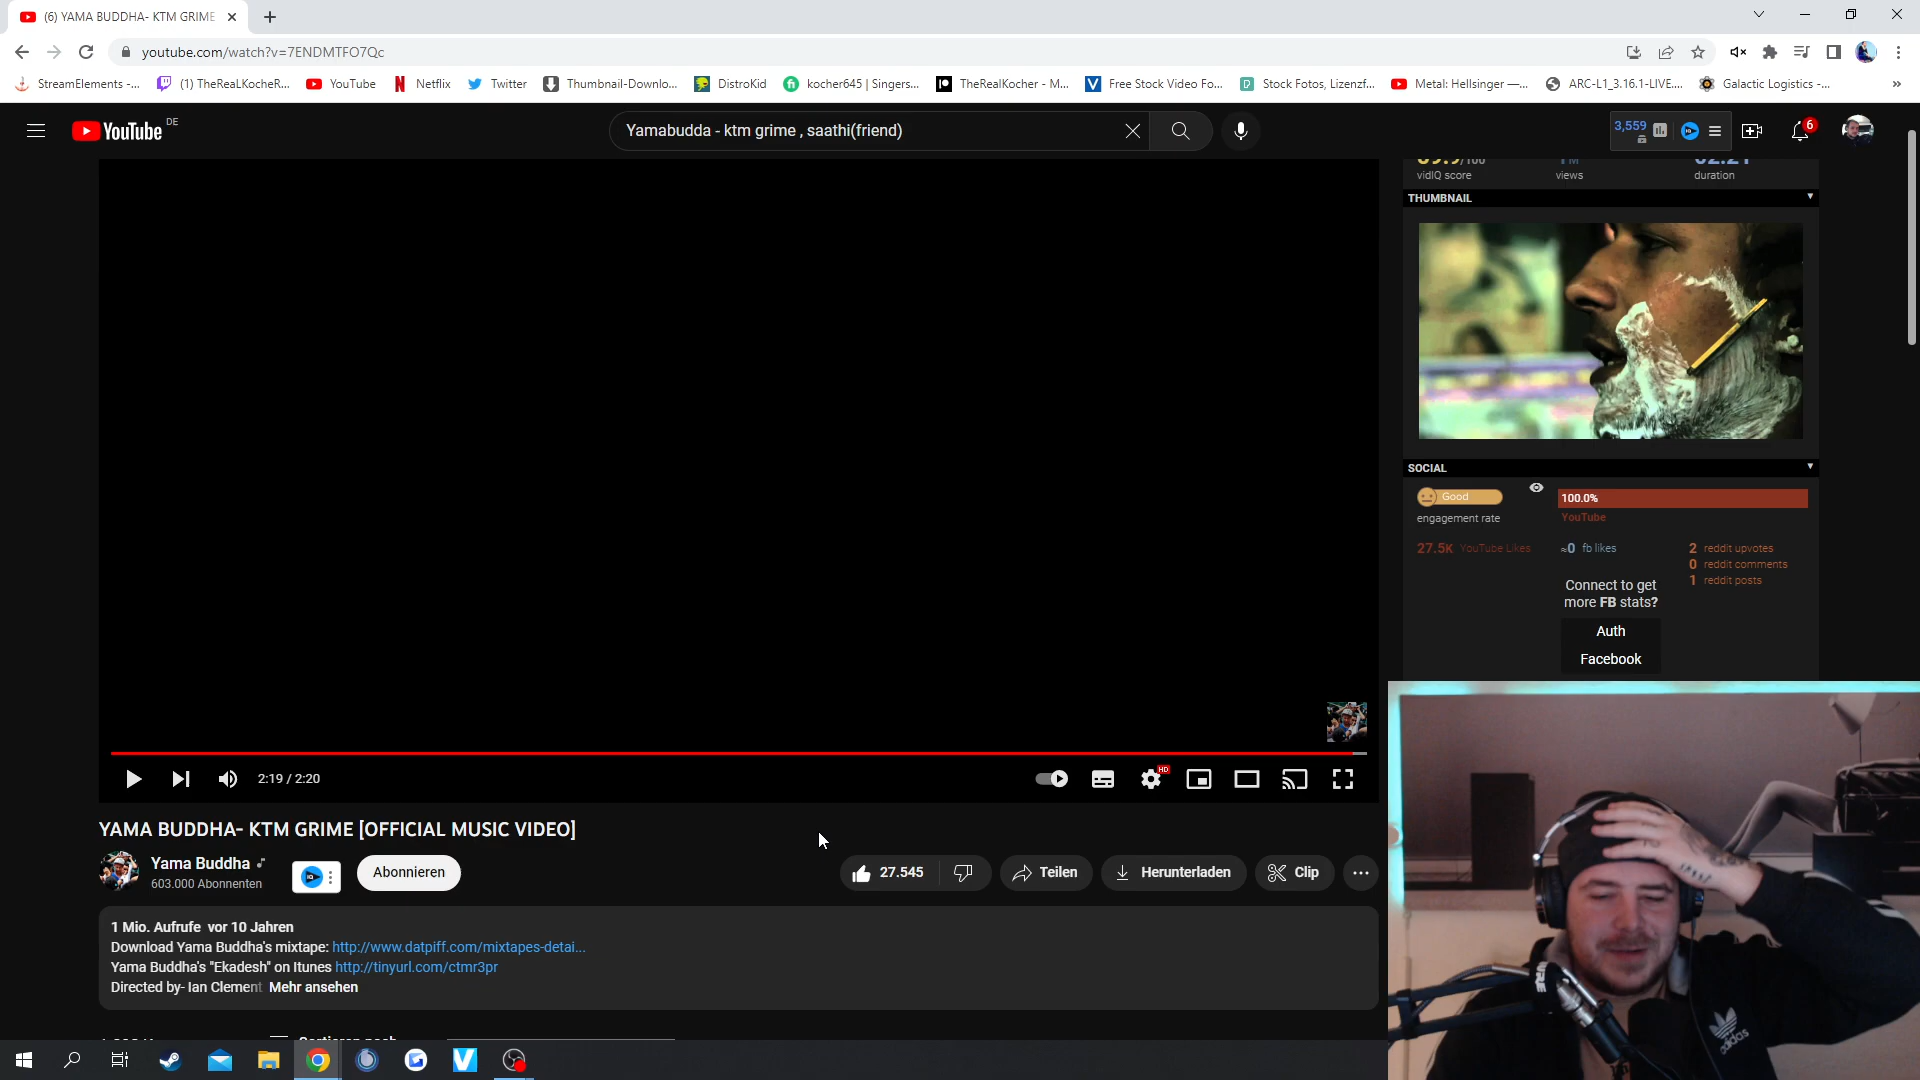 (6) YAMA BUDDHA- KTM GRIME
youtube.com/watch?v=7ENDMTFO7Qc
StreamElements -...
(1) TheReaLKocheR...
YouTube
Netflix
Twitter
Thumbnail-Downlo...
DistroKid
kocher645 | Singers...
TheRealKocher - M...
Free Stock Video Fo...
Stock Fotos, Lizenzf...
Metal: Hellsinger —...
ARC-L1_3.16.1-LIVE....
Galactic Logistics -...
»
YouTube DE
Yamabudda - ktm grime , saathi(friend)
3,559
6
/100
vidIQ score
views
duration
THUMBNAIL
SOCIAL
Good
engagement rate
100.0%
YouTube
27.5K YouTube Likes
≈0 fb likes
2 reddit upvotes
0 reddit comments
1 reddit posts
Connect to get
more FB stats?
Auth
Facebook
2:19 / 2:20
HD
YAMA BUDDHA- KTM GRIME [OFFICIAL MUSIC VIDEO]
Yama Buddha
603.000 Abonnenten
Abonnieren
27.545
Teilen
Herunterladen
Clip
1 Mio. Aufrufe vor 10 Jahren
Download Yama Buddha's mixtape: http://www.datpiff.com/mixtapes-detai...
Yama Buddha's "Ekadesh" on Itunes http://tinyurl.com/ctmr3pr
Directed by- Ian Clement Mehr ansehen
adidas